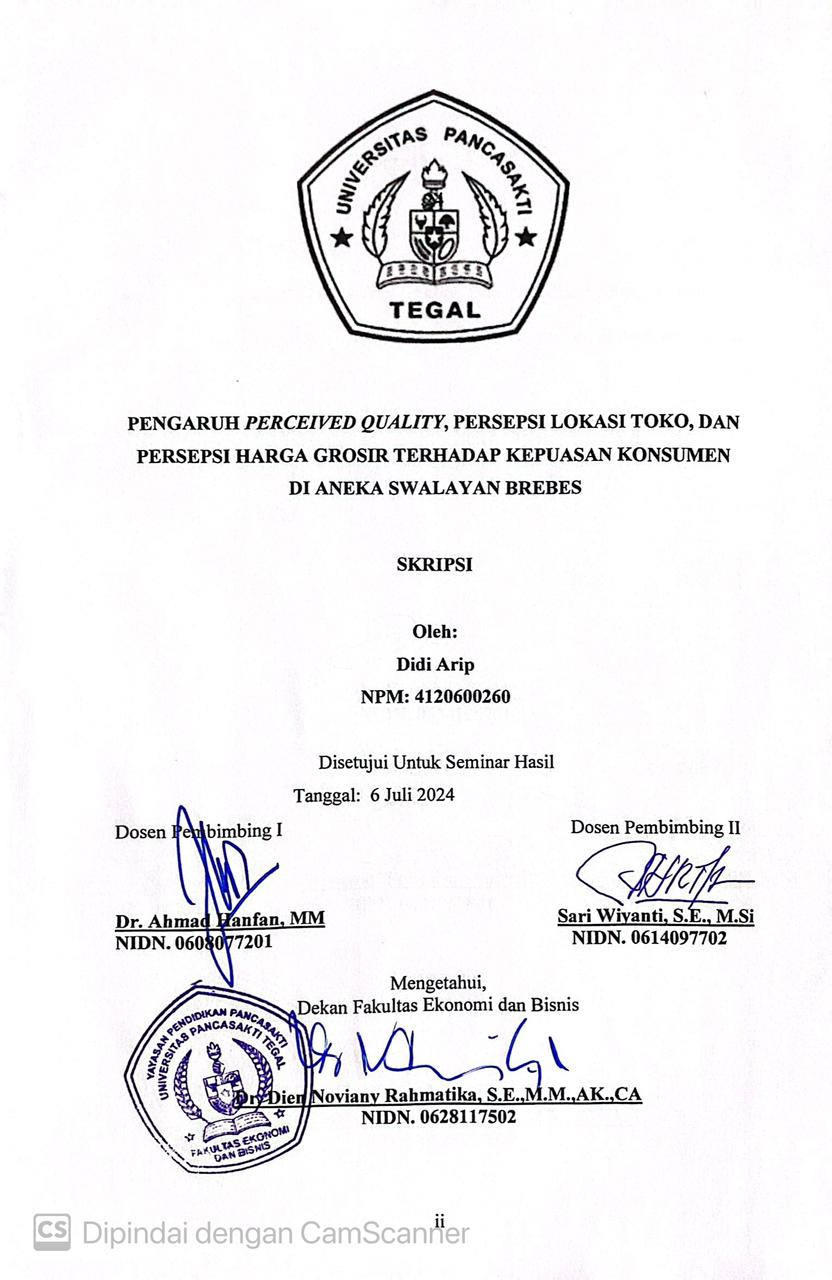 UNIVERSITAS PANCASAKTI
TEGAL
PENGARUH PERCEIVED QUALITY, PERSEPSI LOKASI TOKO, DAN
PERSEPSI HARGA GROSIR TERHADAP KEPUASAN KONSUMEN
DI ANEKA SWALAYAN BREBES
SKRIPSI
Oleh:
Didi Arip
NPM: 4120600260
Disetujui Untuk Seminar Hasil
Tanggal: 6 Juli 2024
Dosen Pembimbing I
Dosen Pembimbing II
Dr. Ahmad Hanfan, MM
NIDN. 0608077201
Sari Wiyanti, S.E., M.Si
NIDN. 0614097702
Mengetahui,
Dekan Fakultas Ekonomi dan Bisnis
YAYASAN PENDIDIKAN PANCASAKTI
UNIVERSITAS PANCASAKTI TEGAL
FAKULTAS EKONOMI
DAN BISNIS
Dr. Dien Noviany Rahmatika, S.E.,M.M.,AK.,CA
NIDN. 0628117502
ii
CS Dipindai dengan CamScanner